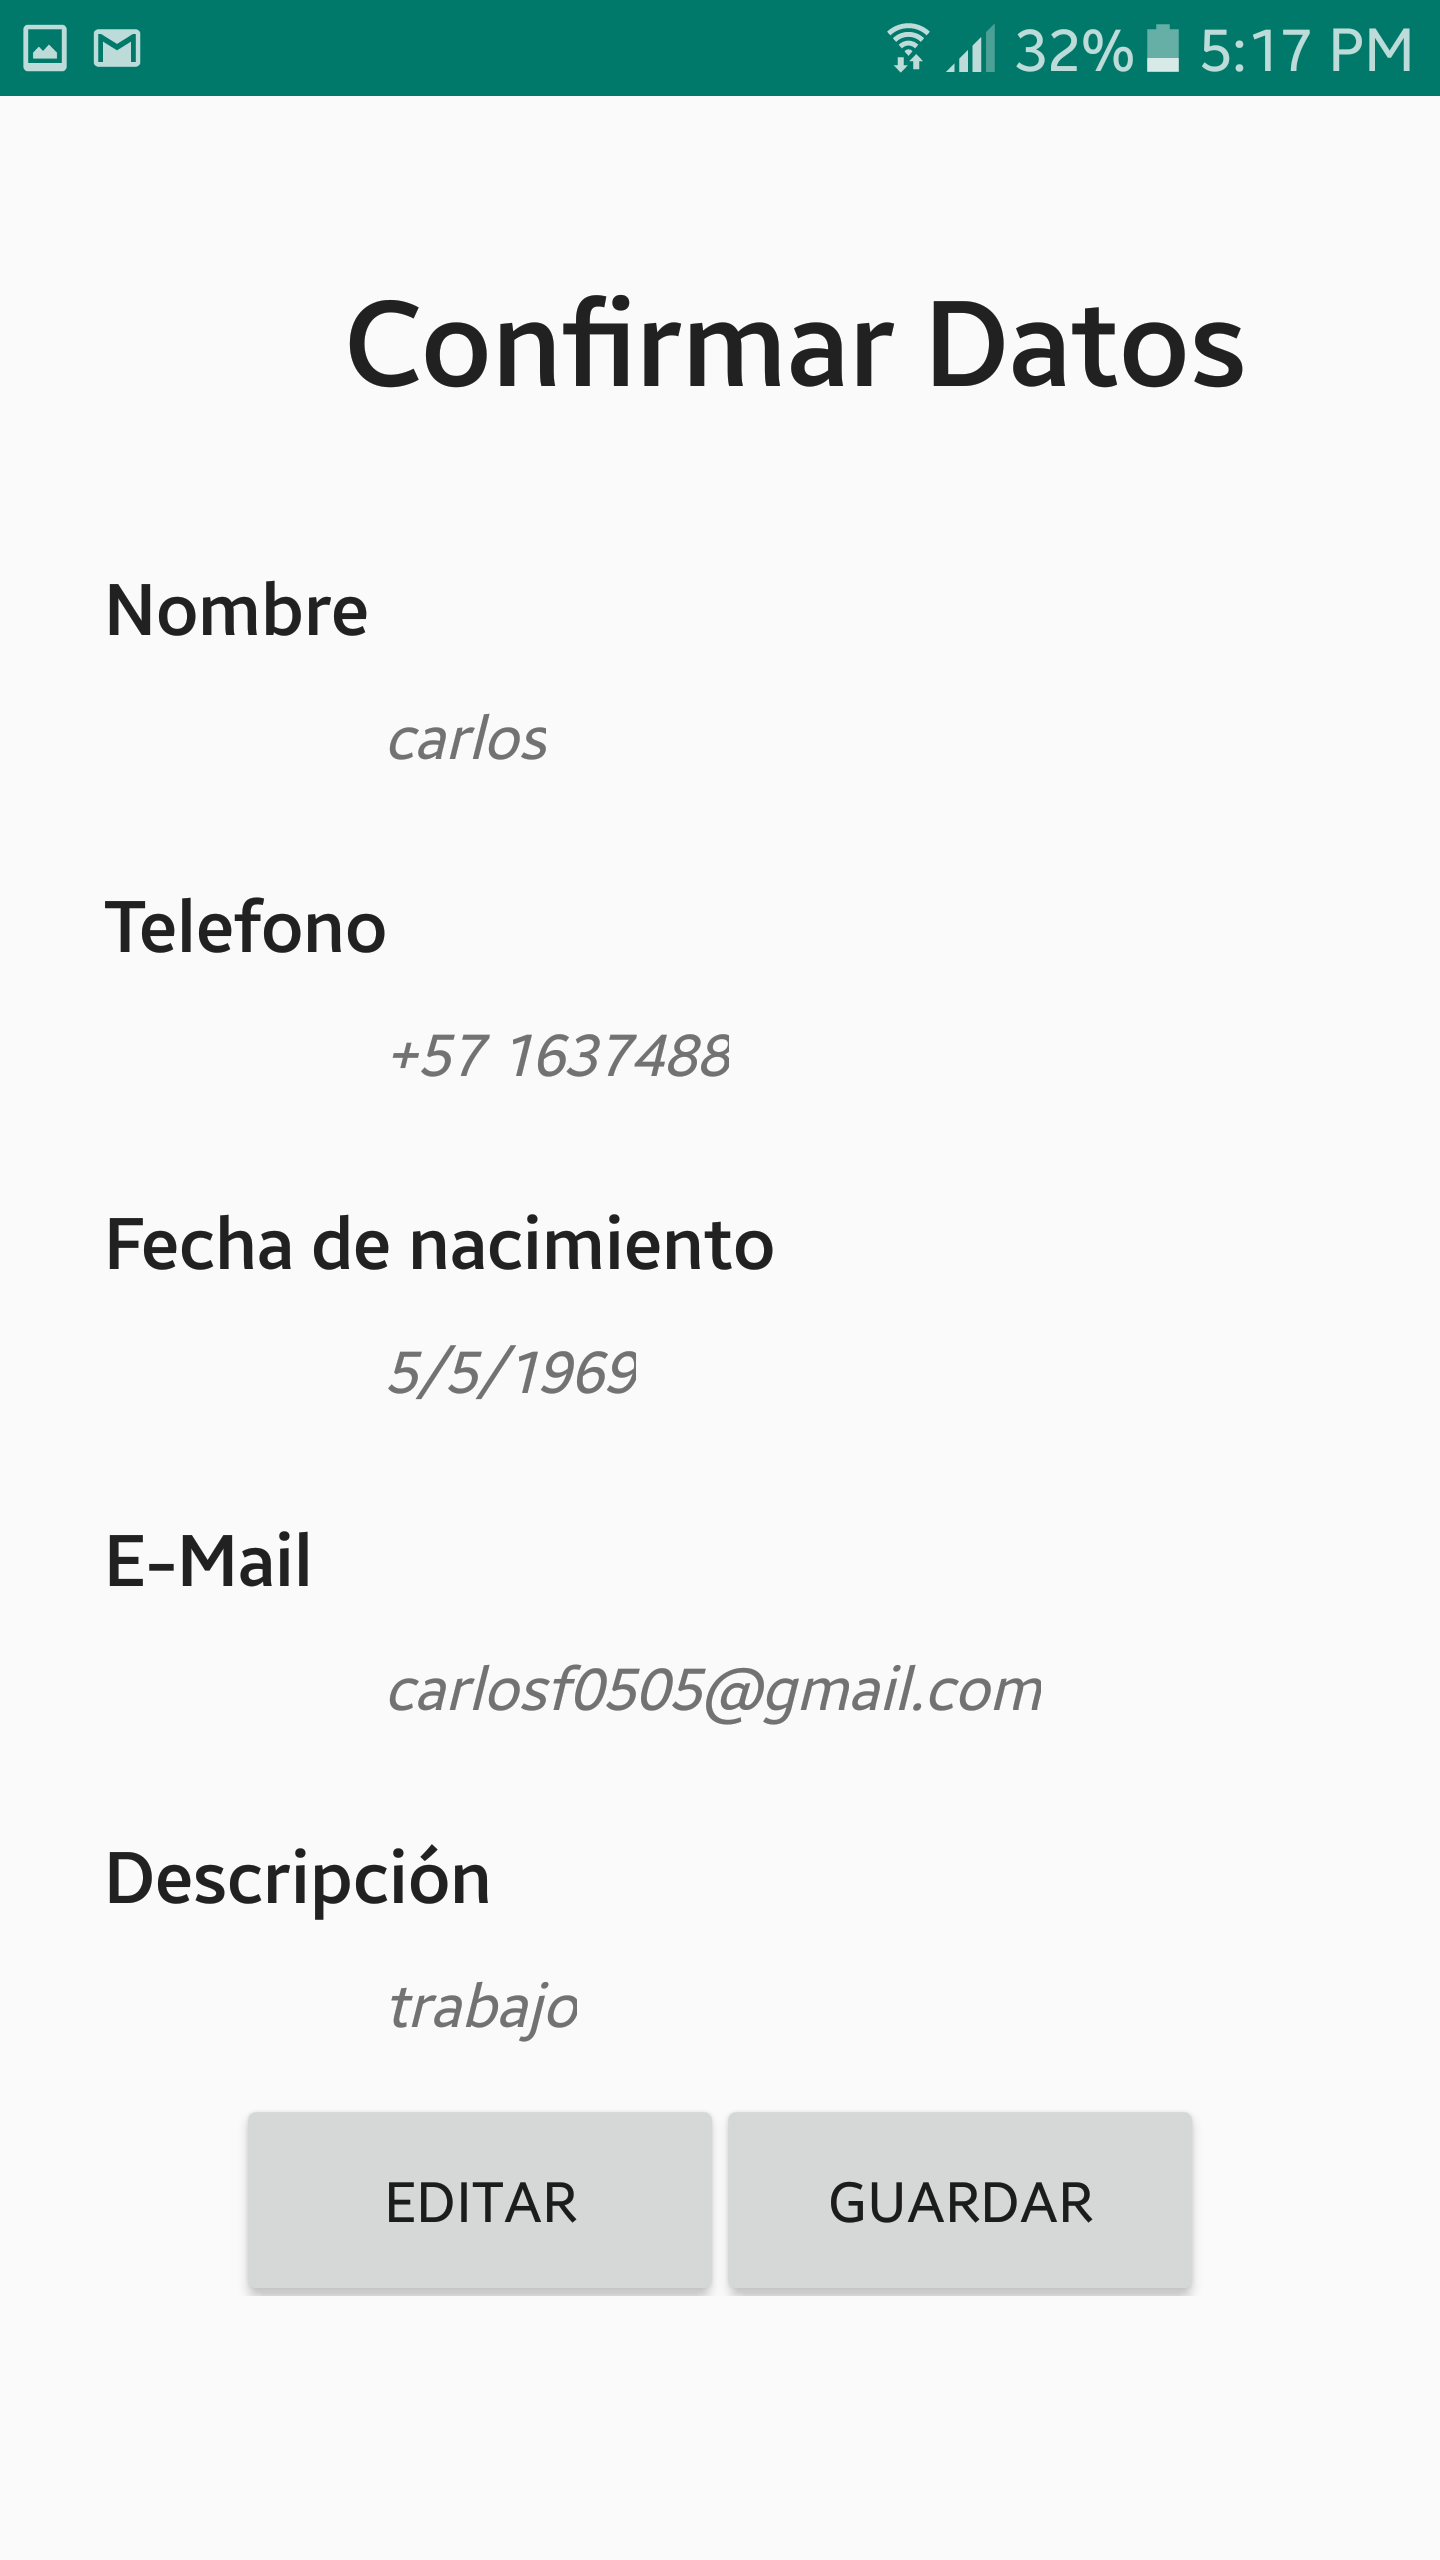 32% 5:17 PM
Confirmar Datos
Nombre
carlos
Telefono
+57 1637488
Fecha de nacimiento
5/5/1969
E-Mail
carlosf0505@gmail.com
Descripción
trabajo
EDITAR GUARDAR